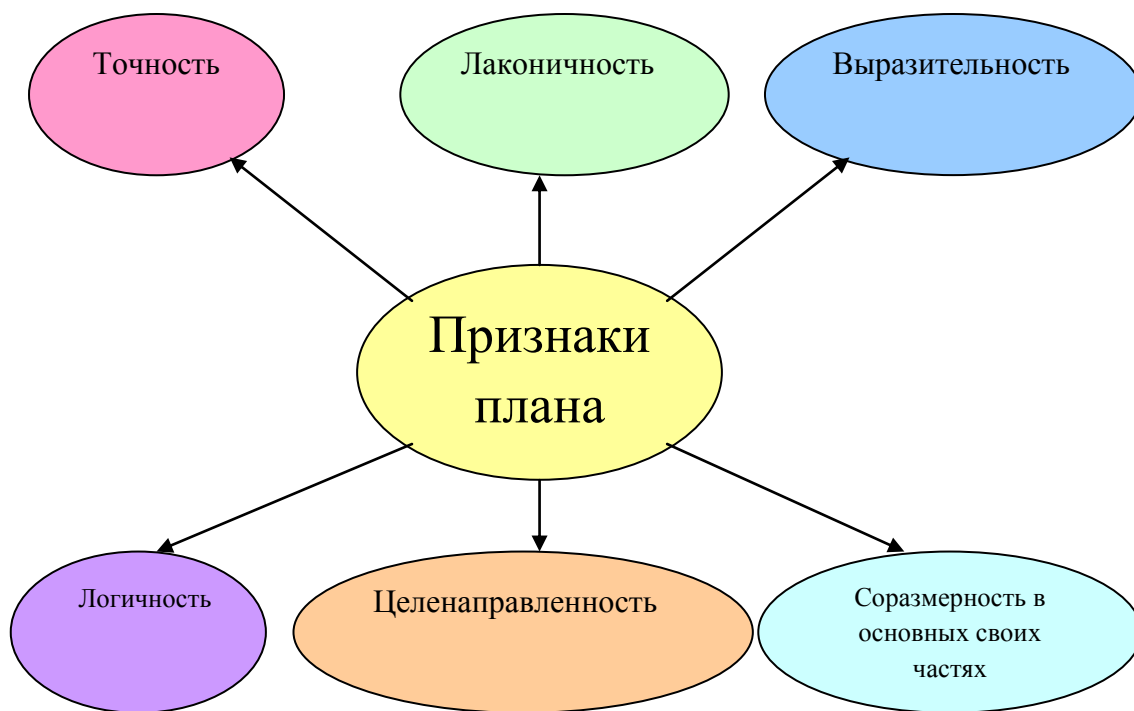 Точность
Лаконичность
Выразительность
Признаки
плана
Логичность
Целенаправленность
Соразмерность в
основных своих
частях